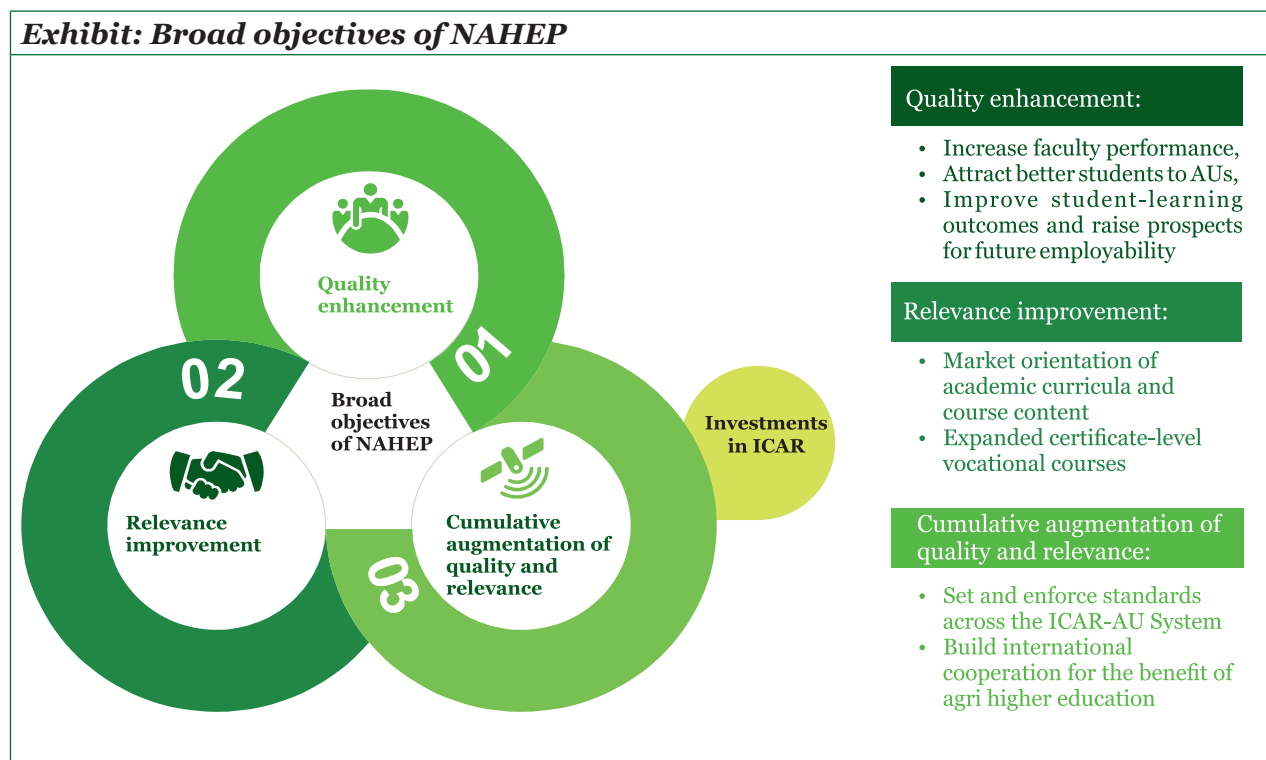 Exhibit: Broad objectives of NAHEP
Quality
enhancement
01
02
Broad
objectives
of NAHEP
Investments
in ICAR
Relevance
improvement
Cumulative
augmentation of
quality and
relevance
03
Quality enhancement:
• Increase faculty performance,
• Attract better students to AUs,
• Improve student-learning
outcomes and raise prospects
for future employability
Relevance improvement:
• Market orientation of
academic curricula and
course content
• Expanded certificate-level
vocational courses
Cumulative augmentation of
quality and relevance:
• Set and enforce standards
across the ICAR-AU System
• Build international
cooperation for the benefit of
agri higher education